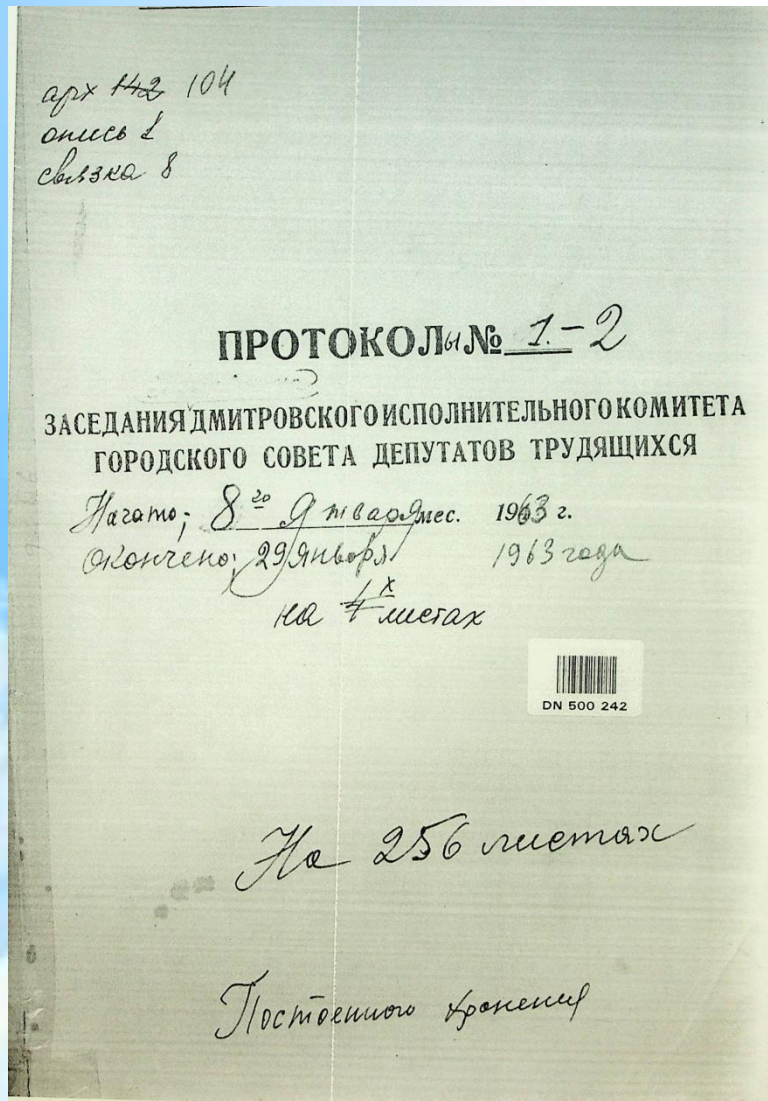 арх 142 104
опись 1
связка 8
ПРОТОКОЛы № 1.-2
ЗАСЕДАНИЯ ДМИТРОВСКОГО ИСПОЛНИТЕЛЬНОГО КОМИТЕТА
ГОРОДСКОГО СОВЕТА ДЕПУТАТОВ ТРУДЯЩИХСЯ
Начато; 8го Января мес. 1963 г.
Окончено; 29 Января 1963 года
на х листах
DN 500 242
На 256 листах
Постоянного хранения